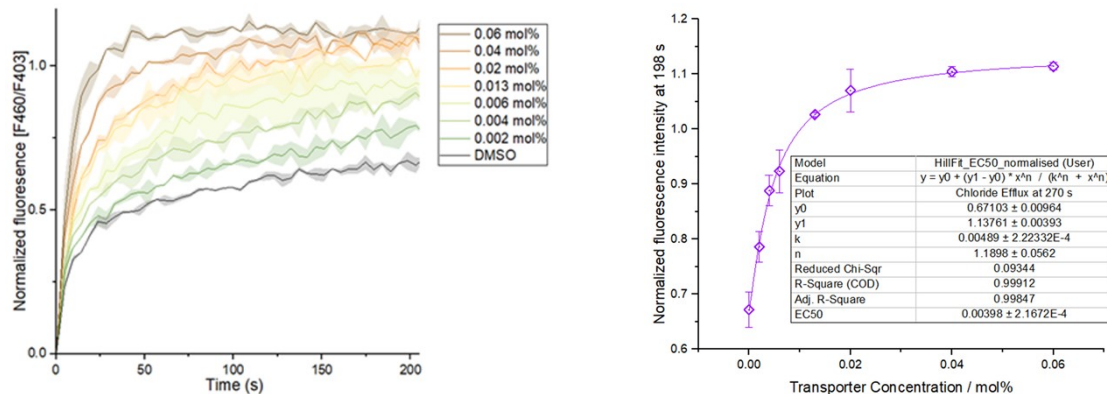 Normalized fluorescence [F460/F403]
1.0
0.5
0.0
0
50
100
150
200
Time (s)
0.06 mol%
0.04 mol%
0.02 mol%
0.013 mol%
0.006 mol%
0.004 mol%
0.002 mol%
DMSO
Normalized fluorescence intensity at 198 s
1.2
1.1
1.0
0.9
0.8
0.7
0.6
0.00
0.02
0.04
0.06
Transporter Concentration / mol%
Model HillFit_EC50_normalised (User)
Equation y = y0 + (y1 - y0) * x^n / (k^n + x^n)
Plot Chloride Efflux at 270 s
y0 0.67103 ± 0.00964
y1 1.13761 ± 0.00393
k 0.00489 ± 2.22332E-4
n 1.1898 ± 0.0562
Reduced Chi-Sqr 0.09344
R-Square (COD) 0.99912
Adj. R-Square 0.99847
EC50 0.00398 ± 2.1672E-4